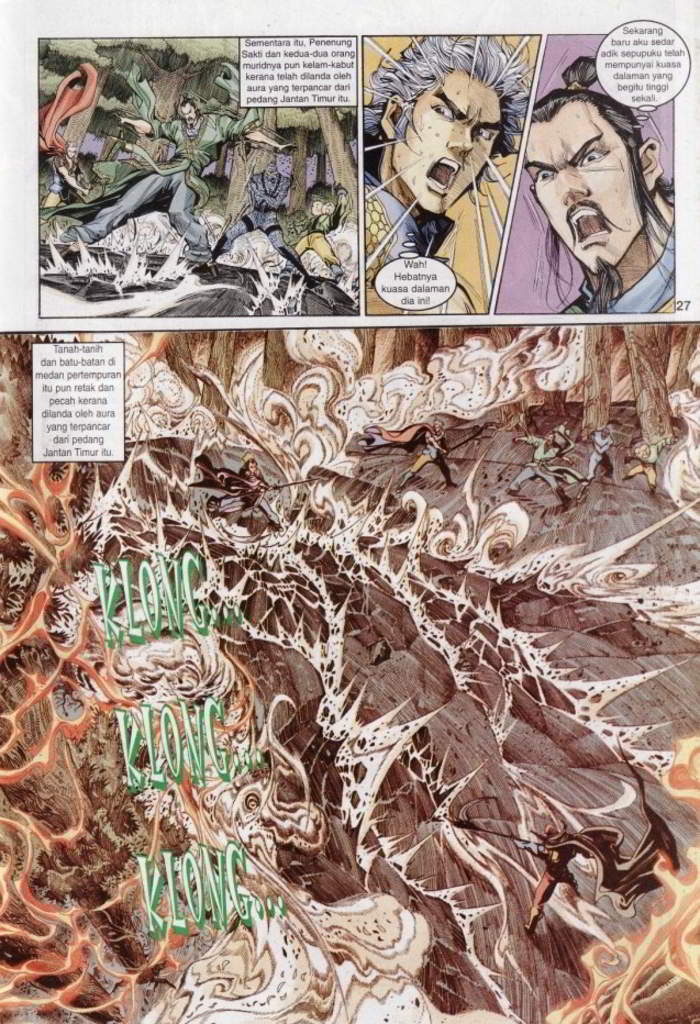 Sementara itu, Penenung
Sakti dan kedua-dua orang
muridnya pun kelam-kabut
kerana telah dilanda oleh
aura yang terpancar dari
pedang Jantan Timur itu.
Wah!
Hebatnya
kuasa dalaman
dia ini!
Sekarang
baru aku sedar
adik sepupuku telah
mempunyai kuasa
dalaman yang
begitu tinggi
sekali.
27
Tanah-tanih
dan batu-batan di
medan pertempuran
itu pun retak dan
pecah kerana
dilanda oleh aura
yang terpancar
dari pedang
Jantan Timur itu.
KLONG...
KLONG...
KLONG...